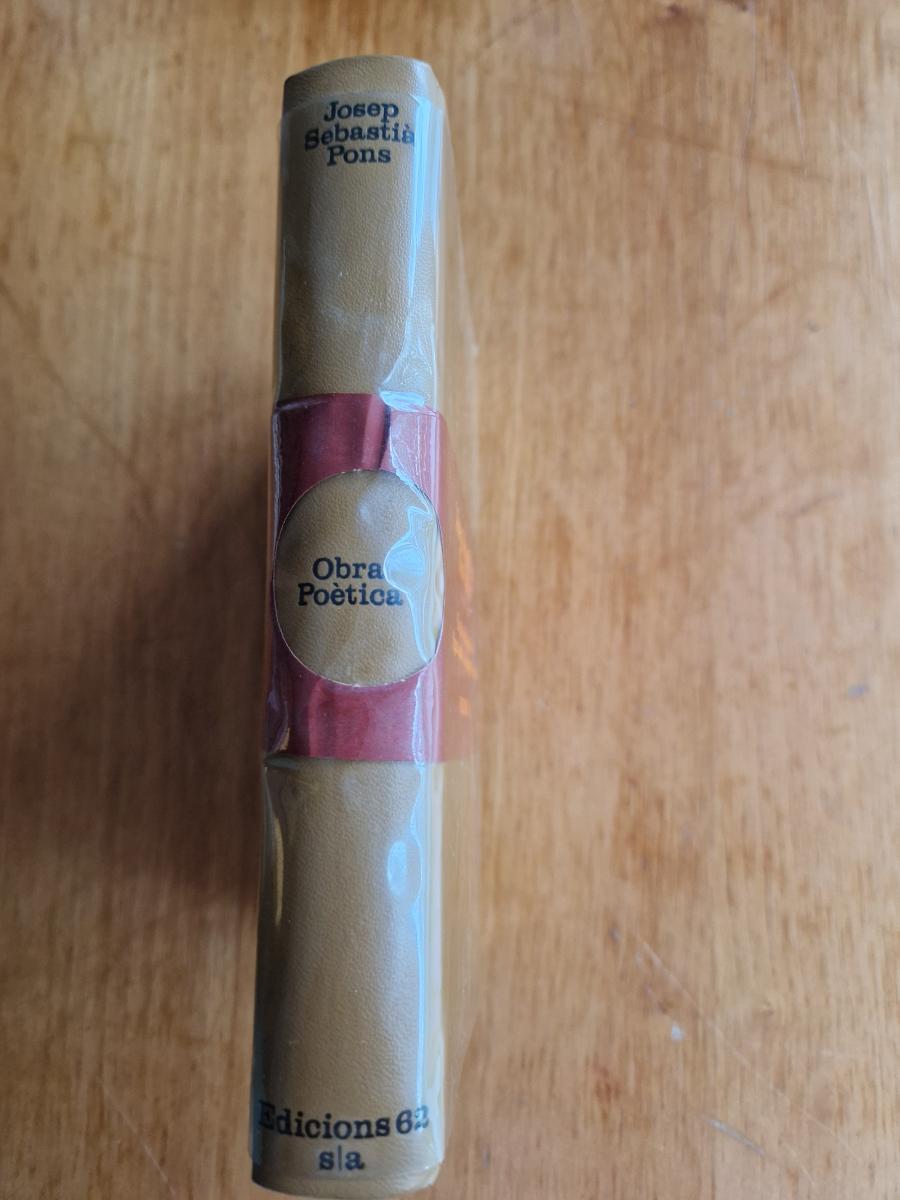 Josep
Sebastià
Pons
Obra
Poètica
Edicions 62
s|a